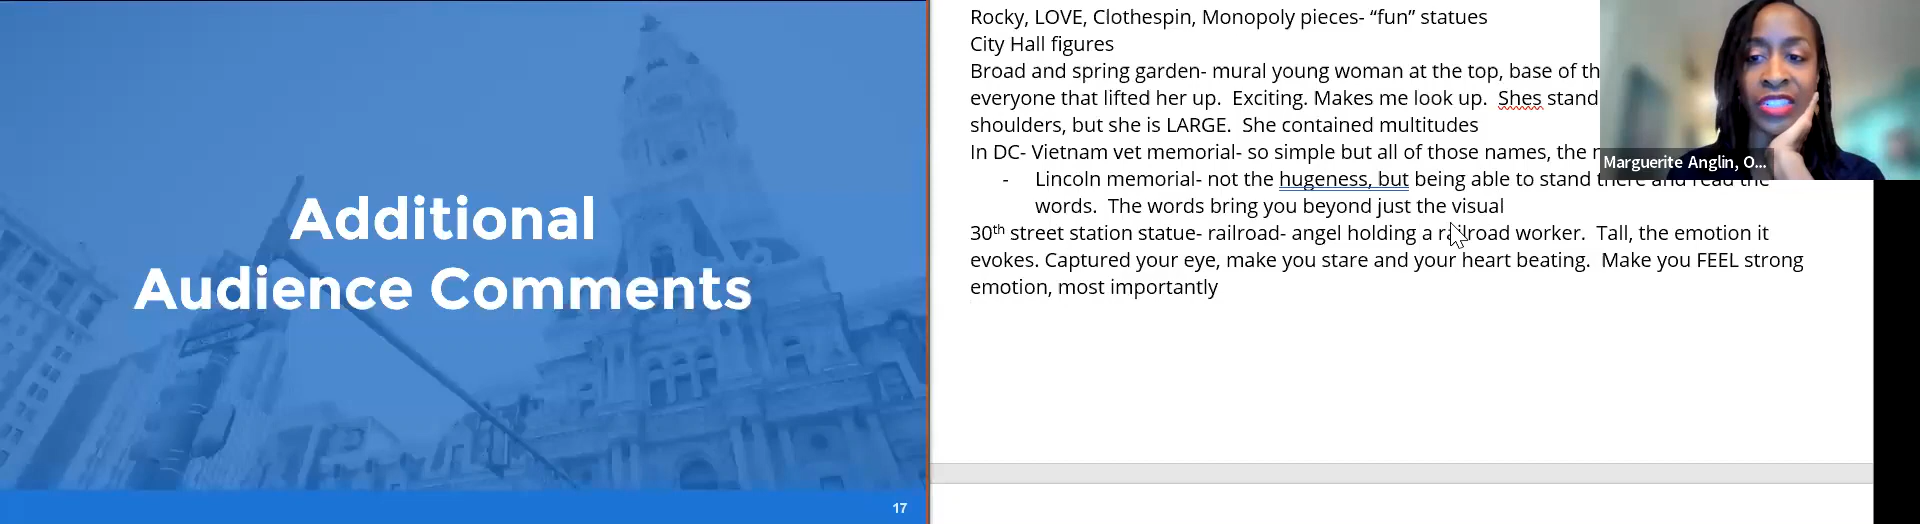 Additional
Audience Comments
17
Rocky, LOVE, Clothespin, Monopoly pieces- “fun” statues
City Hall figures
Broad and spring garden- mural young woman at the top, base of th
everyone that lifted her up.  Exciting. Makes me look up.  Shes stand
shoulders, but she is LARGE.  She contained multitudes
In DC- Vietnam vet memorial- so simple but all of those names, the
- Lincoln memorial- not the hugeness, but being able to stand there and read the
words.  The words bring you beyond just the visual
30th street station statue- railroad- angel holding a railroad worker.  Tall, the emotion it
evokes. Captured your eye, make you stare and your heart beating.  Make you FEEL strong
emotion, most importantly
Marguerite Anglin, O...